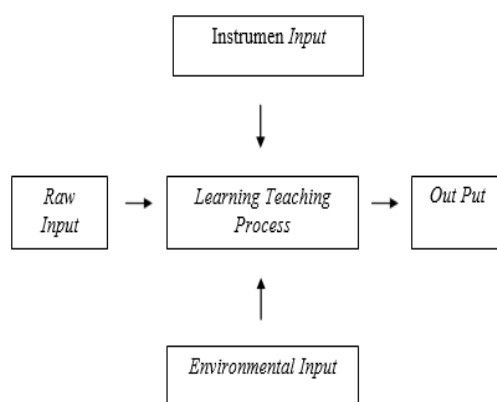 Instrumen Input
Raw
Input
Learning Teaching
Process
Out Put
Environmental Input